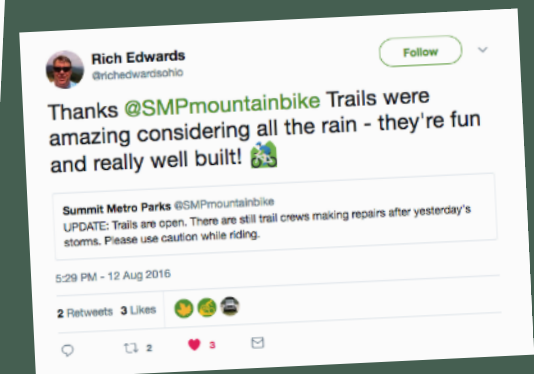 Rich Edwards
@richedwardsohio
Follow
Thanks @SMPmountainbike Trails were
amazing considering all the rain - they're fun
and really well built! 🚵
Summit Metro Parks @SMPmountainbike
UPDATE: Trails are open. There are still trail crews making repairs after yesterday's
storms. Please use caution while riding.
5:29 PM - 12 Aug 2016
2 Retweets 3 Likes
2 3